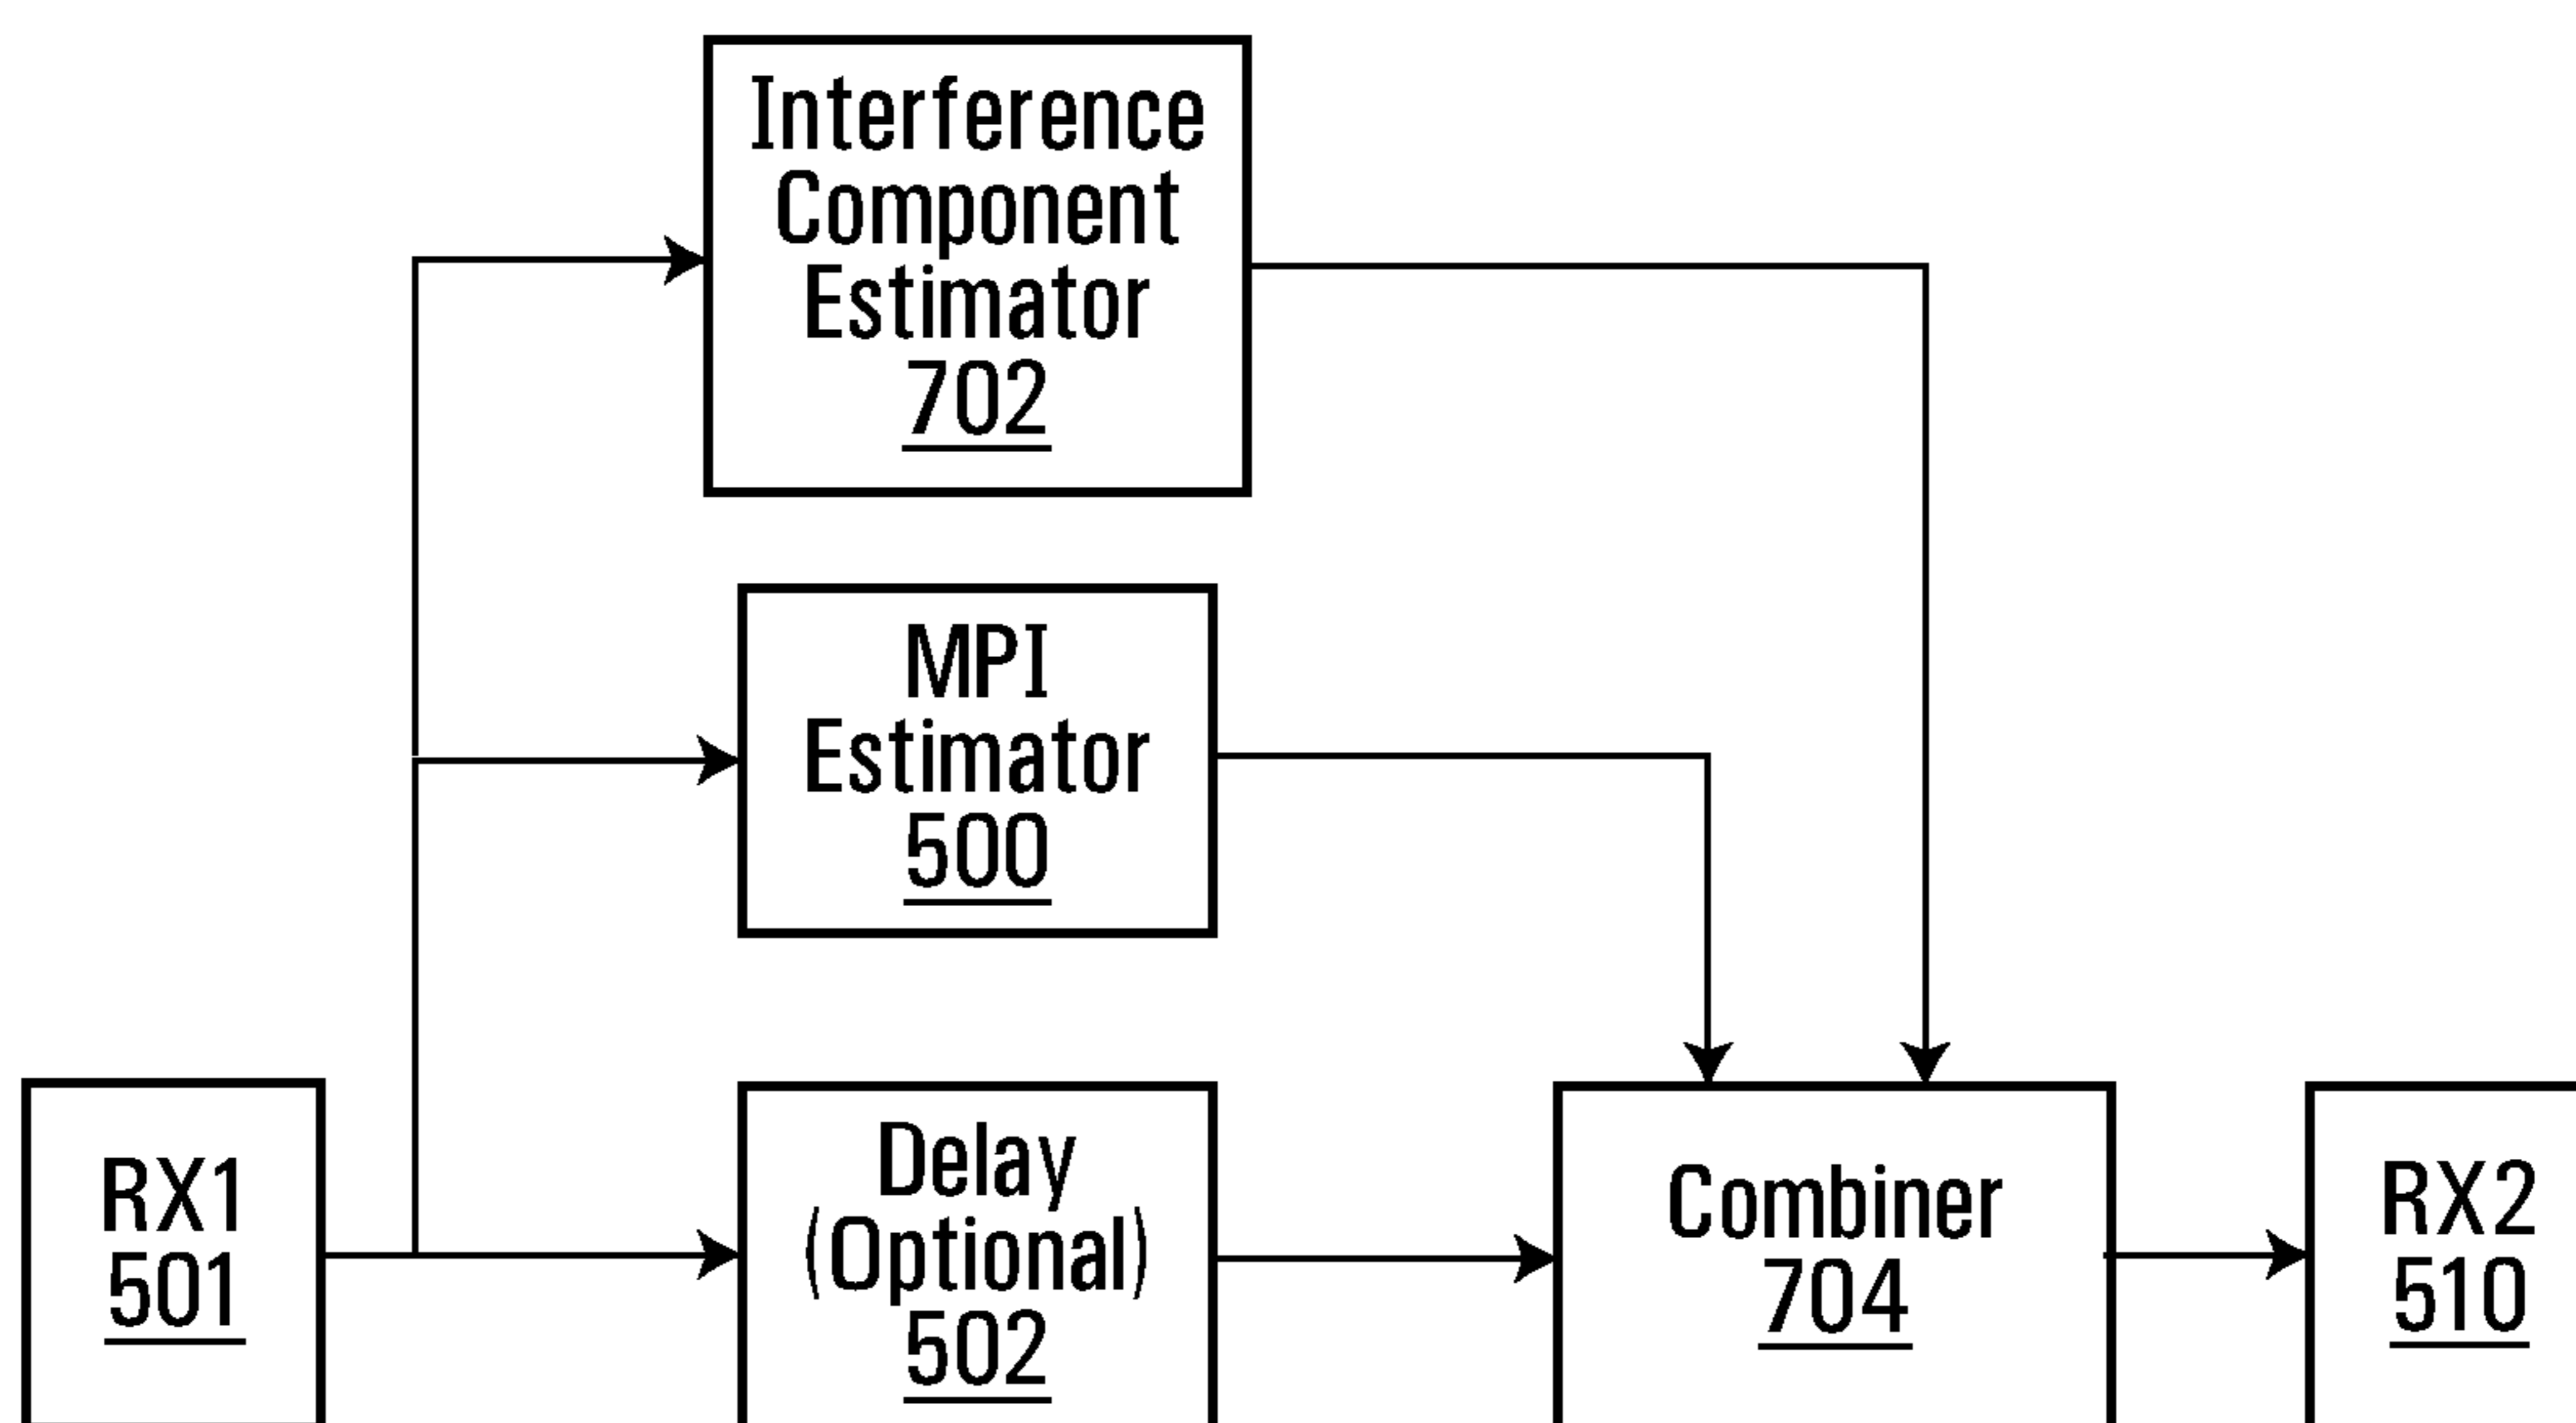 Interference
Component
Estimator
702
MPI
Estimator
500
RX1
501
Delay
(Optional)
502
Combiner
704
RX2
510